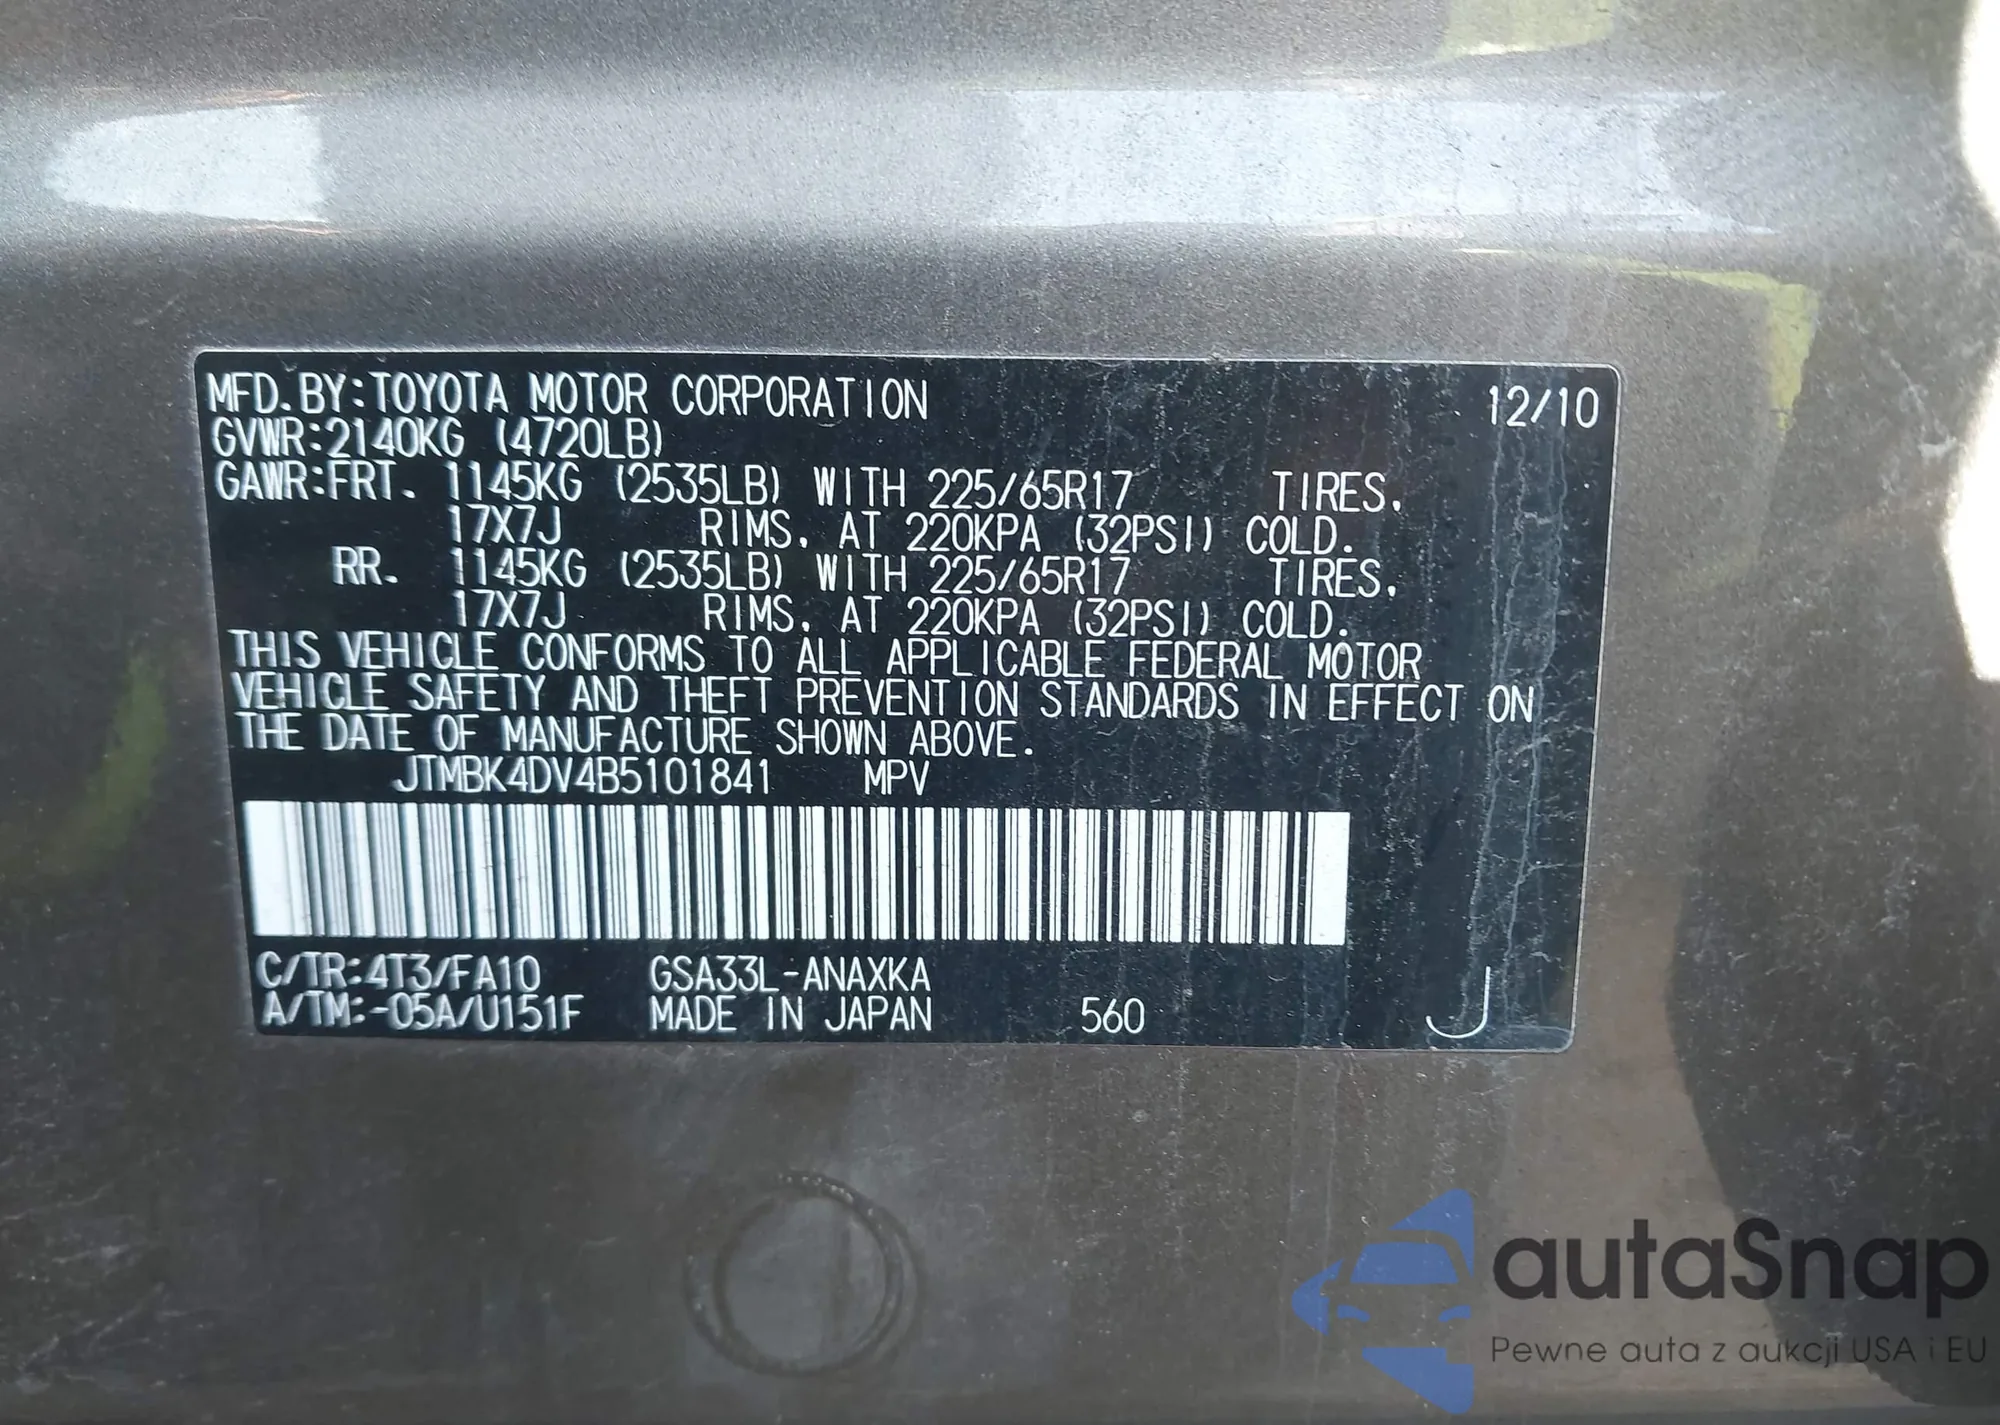 MFD.BY:TOYOTA MOTOR CORPORATION 12/10
GVWR:2140KG (4720LB)
GAWR:FRT. 1145KG (2535LB) WITH 225/65R17 TIRES.
17X7J RIMS. AT 220KPA (32PSI) COLD.
RR. 1145KG (2535LB) WITH 225/65R17 TIRES.
17X7J RIMS. AT 220KPA (32PSI) COLD.
THIS VEHICLE CONFORMS TO ALL APPLICABLE FEDERAL MOTOR
VEHICLE SAFETY AND THEFT PREVENTION STANDARDS IN EFFECT ON
THE DATE OF MANUFACTURE SHOWN ABOVE.
JTMBK4DV4B5101841 MPV
C/TR:4T3/FA10 GSA33L-ANAXKA
A/TM:-05A/U151F MADE IN JAPAN 560 J
autaSnap
Pewne auta z aukcji USA i EU